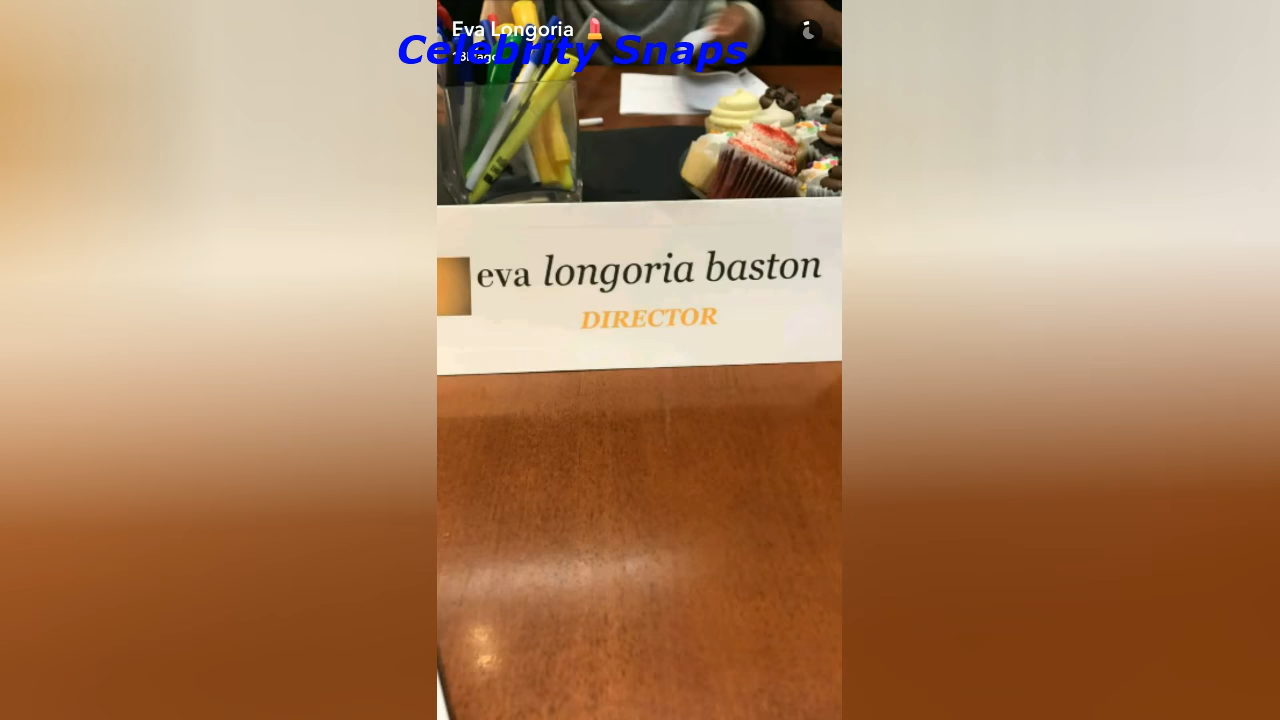 Eva Longoria 💄
Celebrity Snaps
eva longoria baston
DIRECTOR